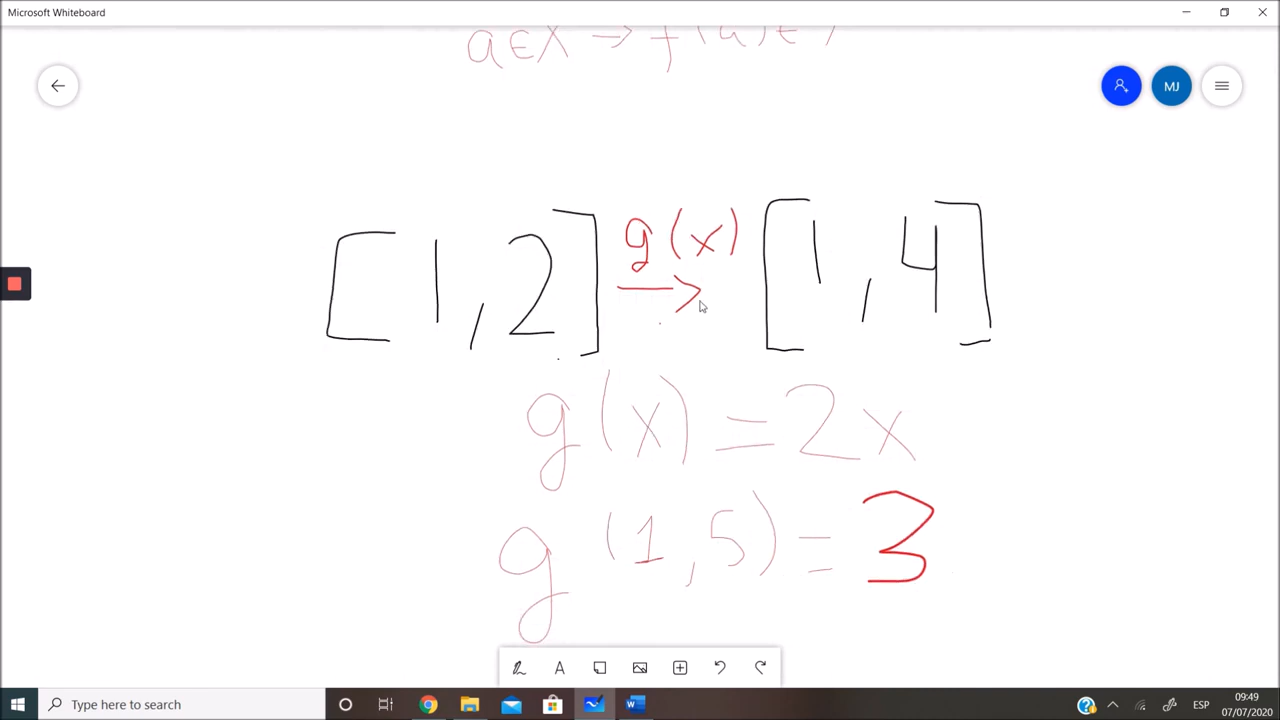 Microsoft Whiteboard
a∈X → f(a)∈
MJ
[1,2] g(x) → [1,4]
g(x) = 2x
g(1,5) = 3
A
Type here to search
ESP
09:49
07/07/2020